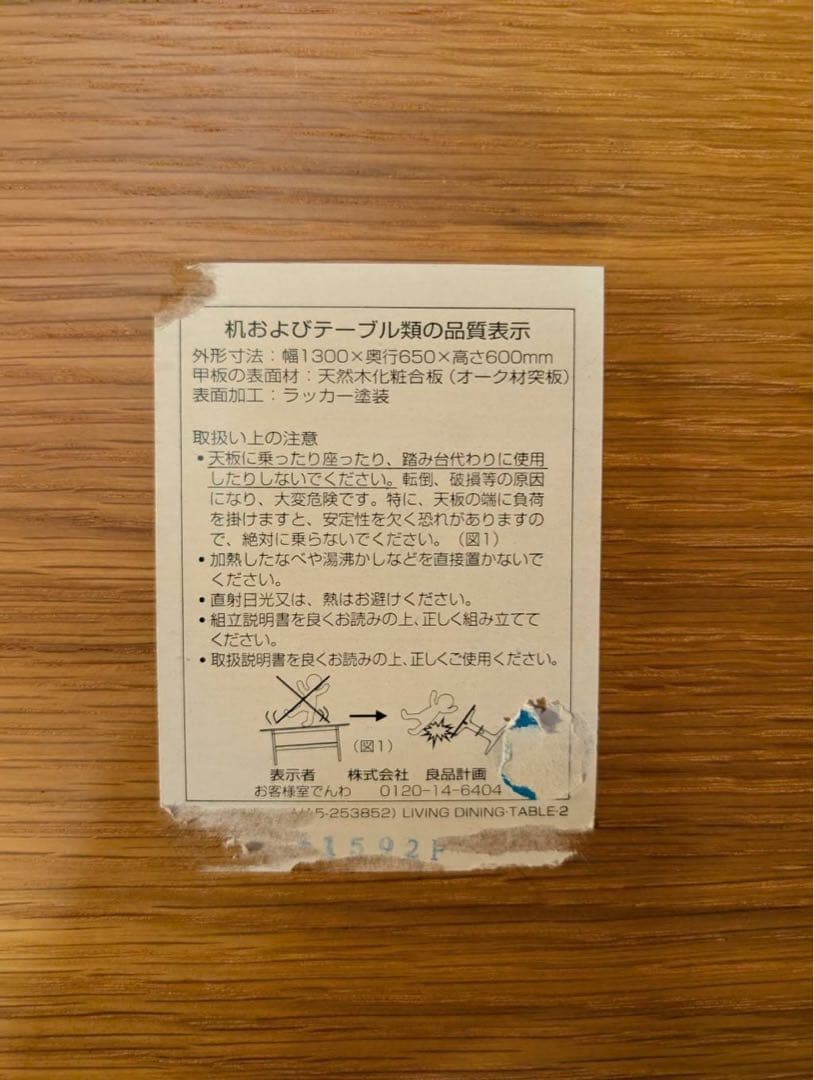 机およびテーブル類の品質表示
外形寸法：幅1300×奥行650×高さ600mm
甲板の表面材：天然木化粧合板（オーク材突板）
表面加工：ラッカー塗装
取扱い上の注意
•天板に乗ったり座ったり、踏み台代わりに使用
したりしないでください。転倒、破損等の原因
になり、大変危険です。特に、天板の端に負荷
を掛けますと、安定性を欠く恐れがありますの
で、絶対に乗らないでください。（図1）
•加熱したなべや湯沸かしなどを直接置かないで
ください。
•直射日光又は、熱はお避けください。
•組立説明書を良くお読みの上、正しく組み立てて
ください。
•取扱説明書を良くお読みの上、正しくご使用ください。
（図1）
表示者　株式会社　良品計画
お客様室でんわ　0120-14-6404
5-253852) LIVING DINING·TABLE·2
1592F